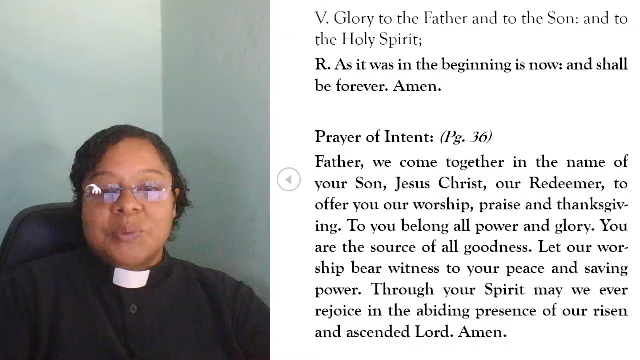 V. Glory to the Father and to the Son: and to
the Holy Spirit;
R. As it was in the beginning is now: and shall
be forever. Amen.
Prayer of Intent: (Pg. 36)
Father, we come together in the name of
your Son, Jesus Christ, our Redeemer, to
offer you our worship, praise and thanksgiv-
ing. To you belong all power and glory. You
are the source of all goodness. Let our wor-
ship bear witness to your peace and saving
power. Through your Spirit may we ever
rejoice in the abiding presence of our risen
and ascended Lord. Amen.